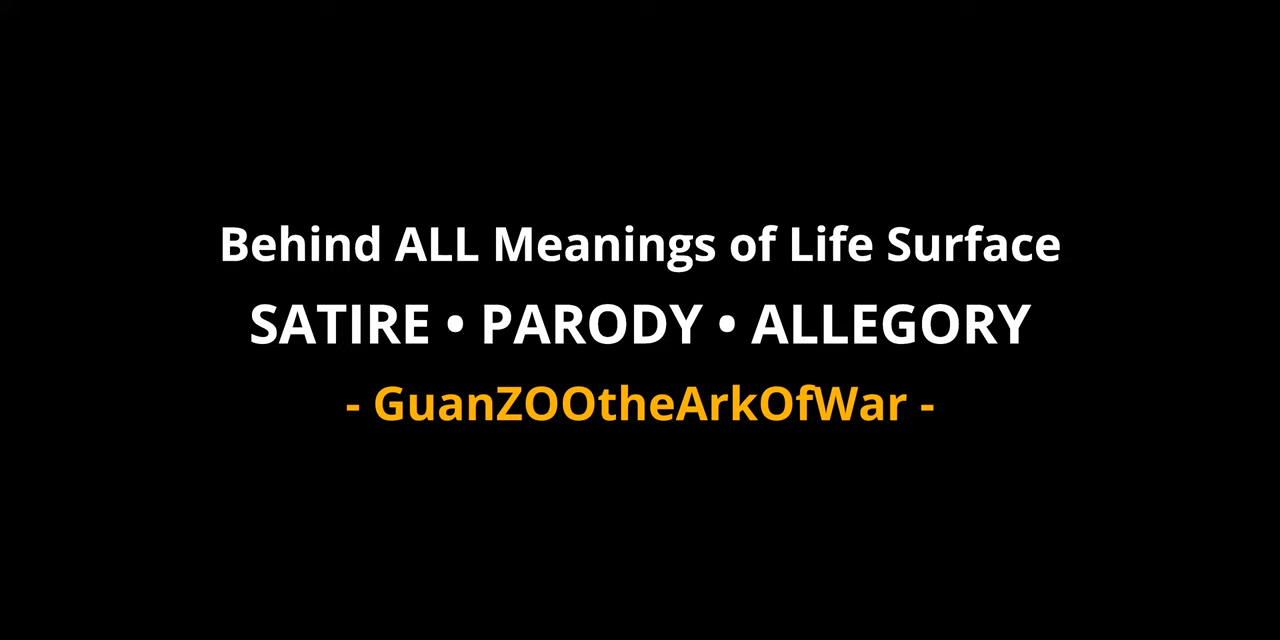 Behind ALL Meanings of Life Surface
SATIRE • PARODY • ALLEGORY
- GuanZOOtheArkOfWar -